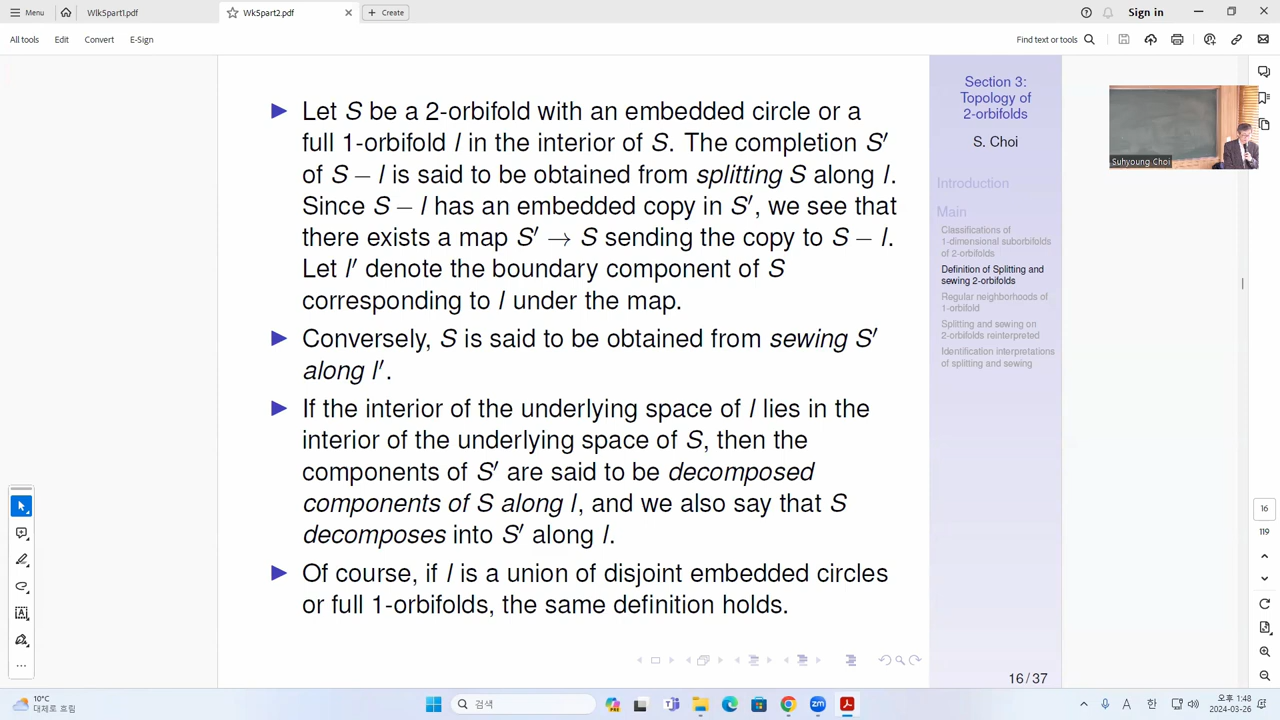 Menu
Wk5part1.pdf
Wk5part2.pdf
Create
Sign in
All tools
Edit
Convert
E-Sign
Find text or tools
Let S be a 2-orbifold with an embedded circle or a
full 1-orbifold l in the interior of S. The completion S′
of S − l is said to be obtained from splitting S along l.
Since S − l has an embedded copy in S′, we see that
there exists a map S′ → S sending the copy to S − l.
Let l′ denote the boundary component of S
corresponding to l under the map.
Conversely, S is said to be obtained from sewing S′
along l′.
If the interior of the underlying space of l lies in the
interior of the underlying space of S, then the
components of S′ are said to be decomposed
components of S along l, and we also say that S
decomposes into S′ along l.
Of course, if l is a union of disjoint embedded circles
or full 1-orbifolds, the same definition holds.
Section 3:
Topology of
2-orbifolds
S. Choi
Introduction
Main
Classifications of
1-dimensional suborbifolds
of 2-orbifolds
Definition of Splitting and
sewing 2-orbifolds
Regular neighborhoods of
1-orbifold
Splitting and sewing on
2-orbifolds reinterpreted
Identification interpretations
of splitting and sewing
16/37
Suhyoung Choi
16
119
10°C
대체로 흐림
검색
A
한
오후 1:48
2024-03-26